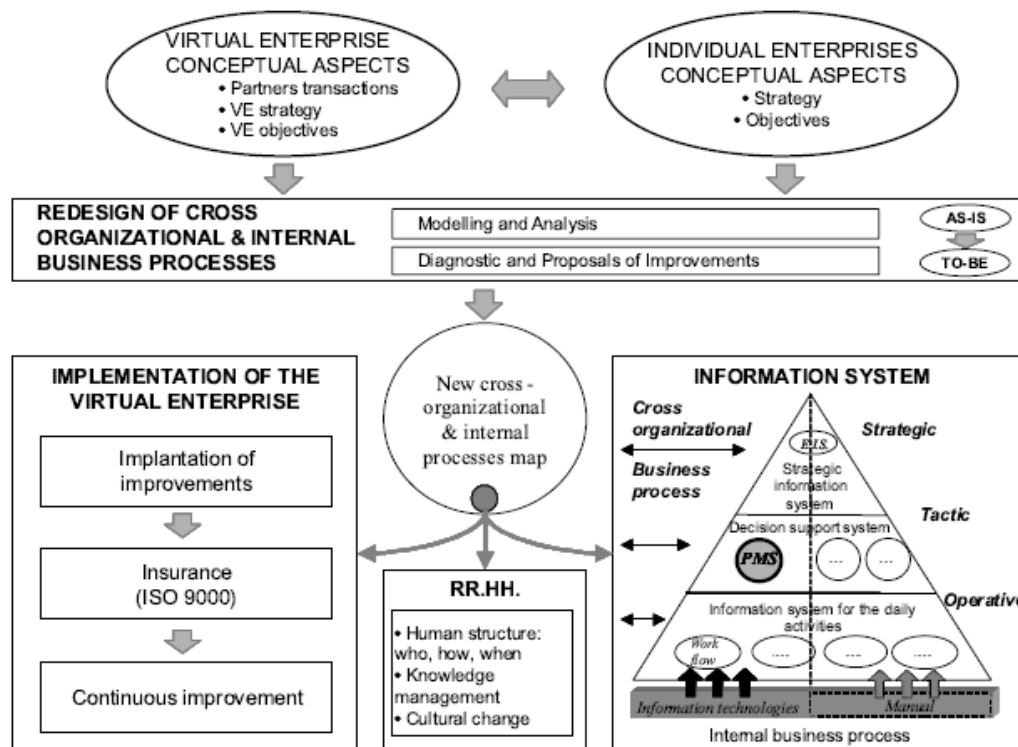 VIRTUAL ENTERPRISE
CONCEPTUAL ASPECTS
• Partners transactions
• VE strategy
• VE objectives
INDIVIDUAL ENTERPRISES
CONCEPTUAL ASPECTS
• Strategy
• Objectives
REDESIGN OF CROSS
ORGANIZATIONAL & INTERNAL
BUSINESS PROCESSES
Modelling and Analysis
Diagnostic and Proposals of Improvements
AS-IS
TO-BE
IMPLEMENTATION OF THE
VIRTUAL ENTERPRISE
Implantation of
improvements
Insurance
(ISO 9000)
Continuous improvement
New cross -
organizational
& internal
processes map
RR.HH.
• Human structure:
who, how, when
• Knowledge
management
• Cultural change
INFORMATION SYSTEM
Cross
organizational
Business
process
Strategic
Tactic
Operative
E.I.S.
Strategic
information
system
Decision support system
PMS
---
---
Information system for the daily
activities
Work
flow
....
....
....
Information technologies
Manual
Internal business process